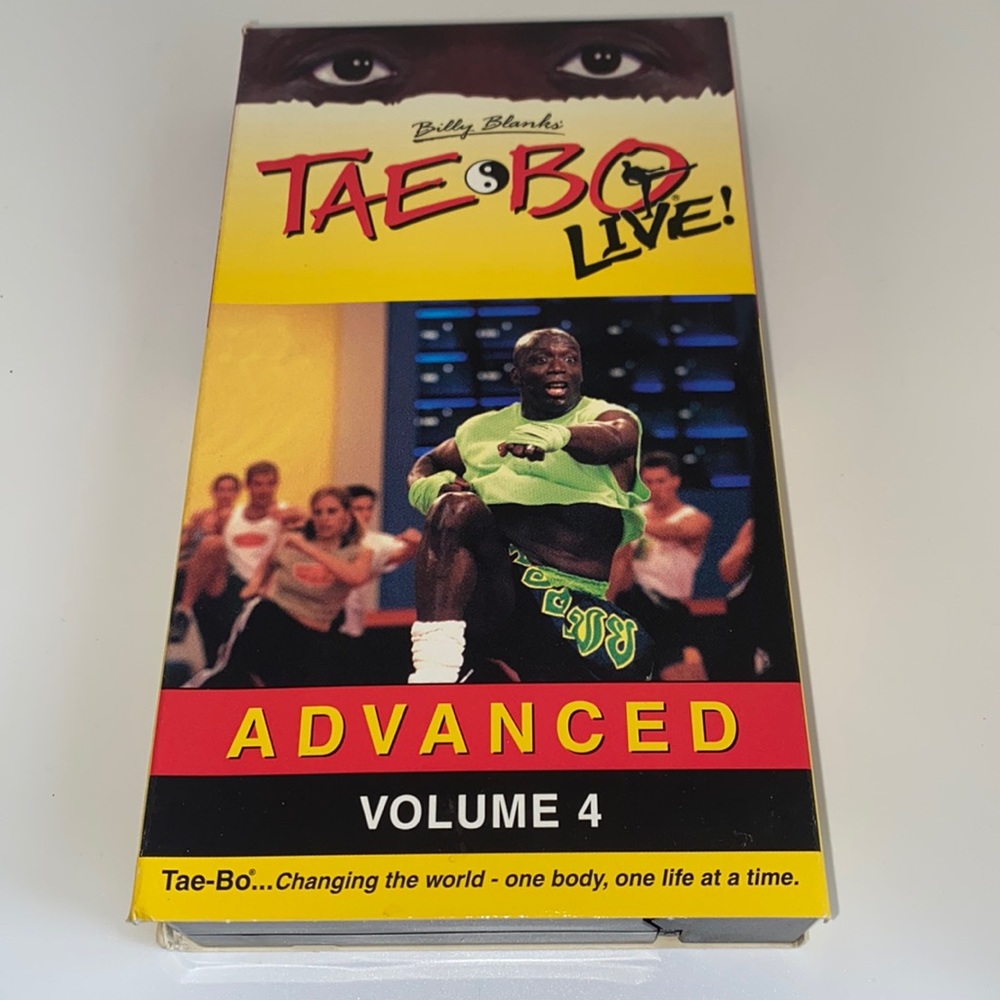 Billy Blanks'
TAE BO®
LIVE!
ADVANCED
VOLUME 4
Tae-Bo®...Changing the world - one body, one life at a time.